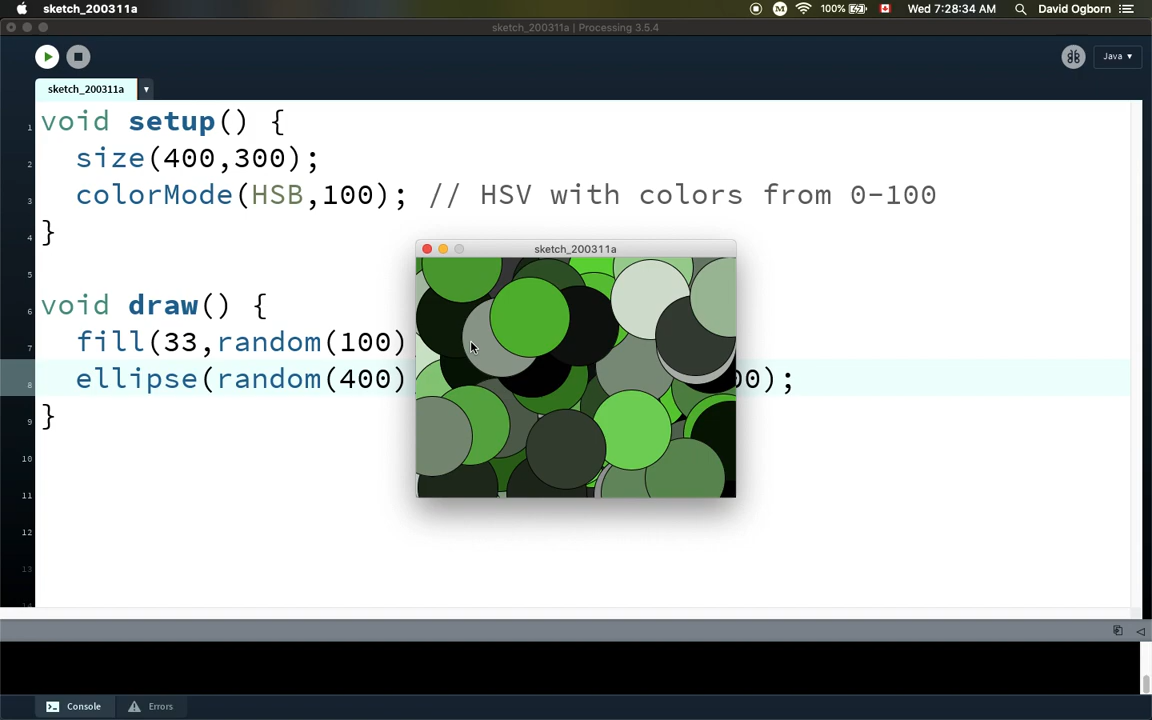 sketch_200311a
100%
Wed 7:28:34 AM
David Ogborn
sketch_200311a | Processing 3.5.4
Java ▾
sketch_200311a
1 void setup() {
2 size(400,300);
3 colorMode(HSB,100); // HSV with colors from 0-100
4 }
5
sketch_200311a
6 void draw() {
7 fill(33,random(100)
8 ellipse(random(400) 00);
9 }
10
11
12
13
Console
Errors